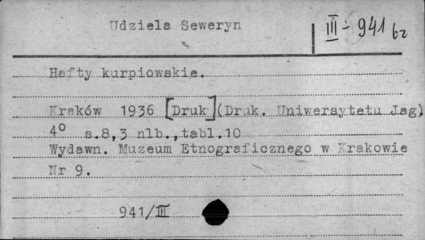 Udziela Seweryn
III-941 bz
Hafty kurpiowskie.
Kraków 1936 [Druk] (Druk. Uniwersytetu Jag)
4° s.8,3 nlb.,tabl.10
Wydawn. Muzeum Etnograficznego w Krakowie
Nr 9.
941/III